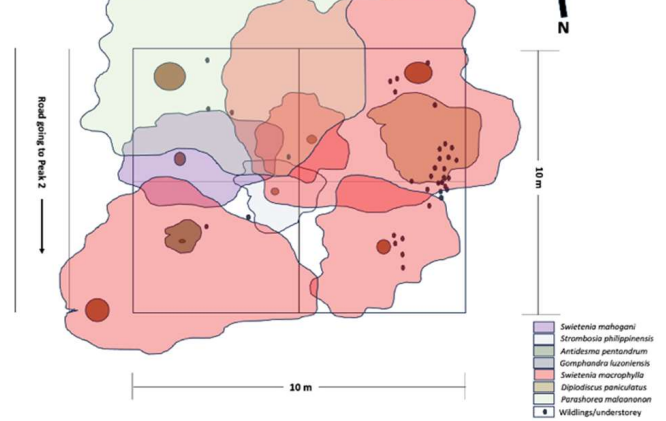 N
Road going to Peak 2
10 m
10 m
Swietenia mahogani
Strombosia philippinensis
Antidesma pentandrum
Gomphandra luzoniensis
Swietenia macrophylla
Diplodiscus paniculatus
Parashorea malaanonan
Wildlings/understorey